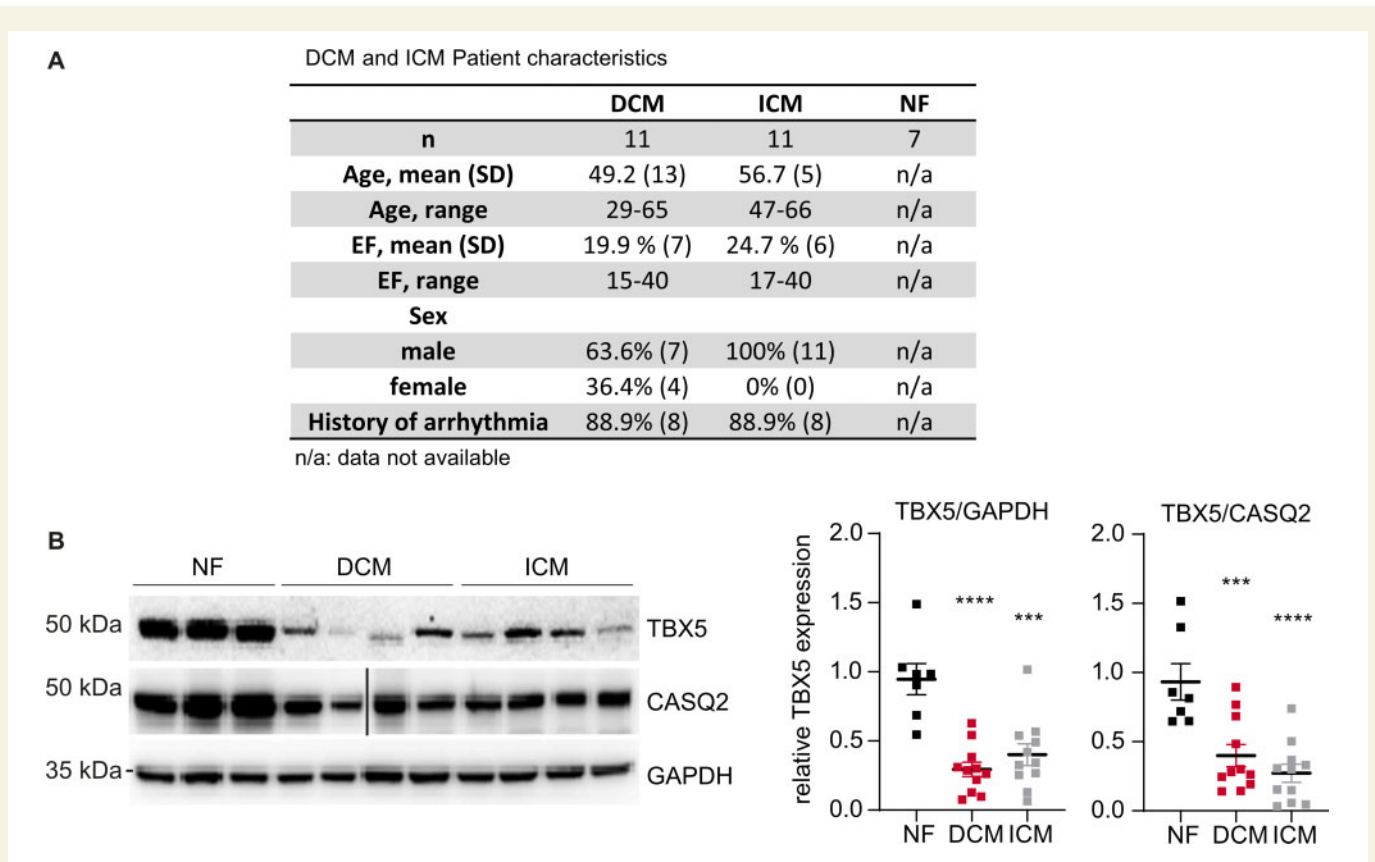 A
DCM and ICM Patient characteristics
DCM ICM NF
n 11 11 7
Age, mean (SD) 49.2 (13) 56.7 (5) n/a
Age, range 29-65 47-66 n/a
EF, mean (SD) 19.9 % (7) 24.7 % (6) n/a
EF, range 15-40 17-40 n/a
Sex
male 63.6% (7) 100% (11) n/a
female 36.4% (4) 0% (0) n/a
History of arrhythmia 88.9% (8) 88.9% (8) n/a
n/a: data not available
B
NF DCM ICM
50 kDa TBX5
50 kDa CASQ2
35 kDa- GAPDH
TBX5/GAPDH
relative TBX5 expression
2.0
1.5
1.0
0.5
0.0
**** ***
NF DCM ICM
TBX5/CASQ2
2.0
1.5
1.0
0.5
0.0
*** ****
NF DCM ICM